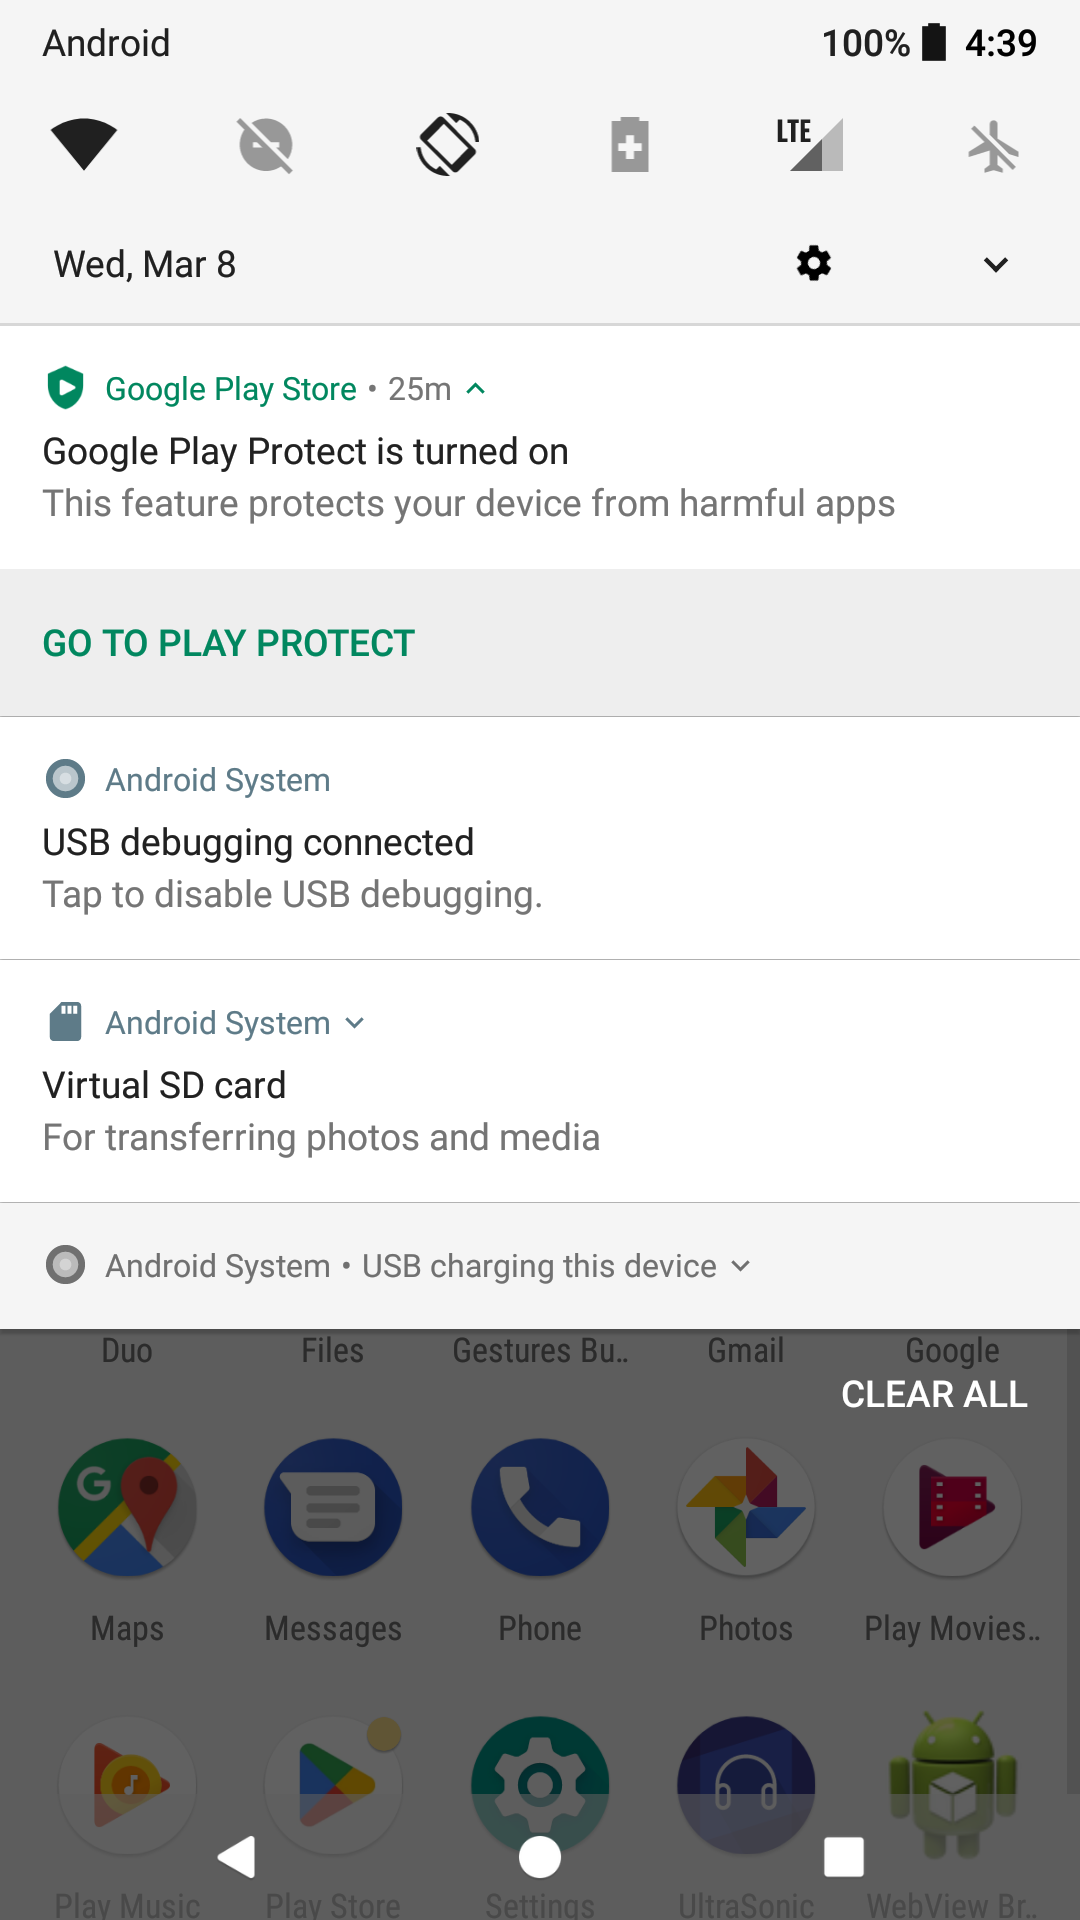 Android 100% 4:39
LTE
Wed, Mar 8
Google Play Store • 25m
Google Play Protect is turned on
This feature protects your device from harmful apps
GO TO PLAY PROTECT
Android System
USB debugging connected
Tap to disable USB debugging.
Android System
Virtual SD card
For transferring photos and media
Android System • USB charging this device
Duo Files Gestures Bu… Gmail Google
CLEAR ALL
G
Maps Messages Phone Photos Play Movies…
Play Music Play Store Settings UltraSonic WebView Br…